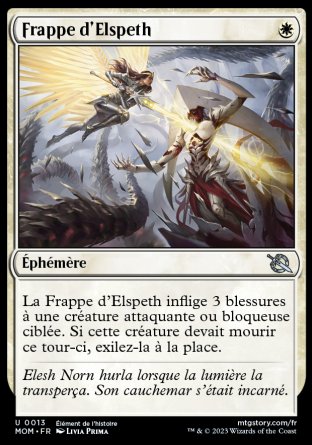 Frappe d'Elspeth
Éphémère
La Frappe d'Elspeth inflige 3 blessures
à une créature attaquante ou bloqueuse
ciblée. Si cette créature devait mourir
ce tour-ci, exilez-la à la place.
Elesh Norn hurla lorsque la lumière la
transperça. Son cauchemar s'était incarné.
U 0013 Élément de l'histoire mtgstory.com/fr
MOM • FR Livia Prima ™ & © 2023 Wizards of the Coast